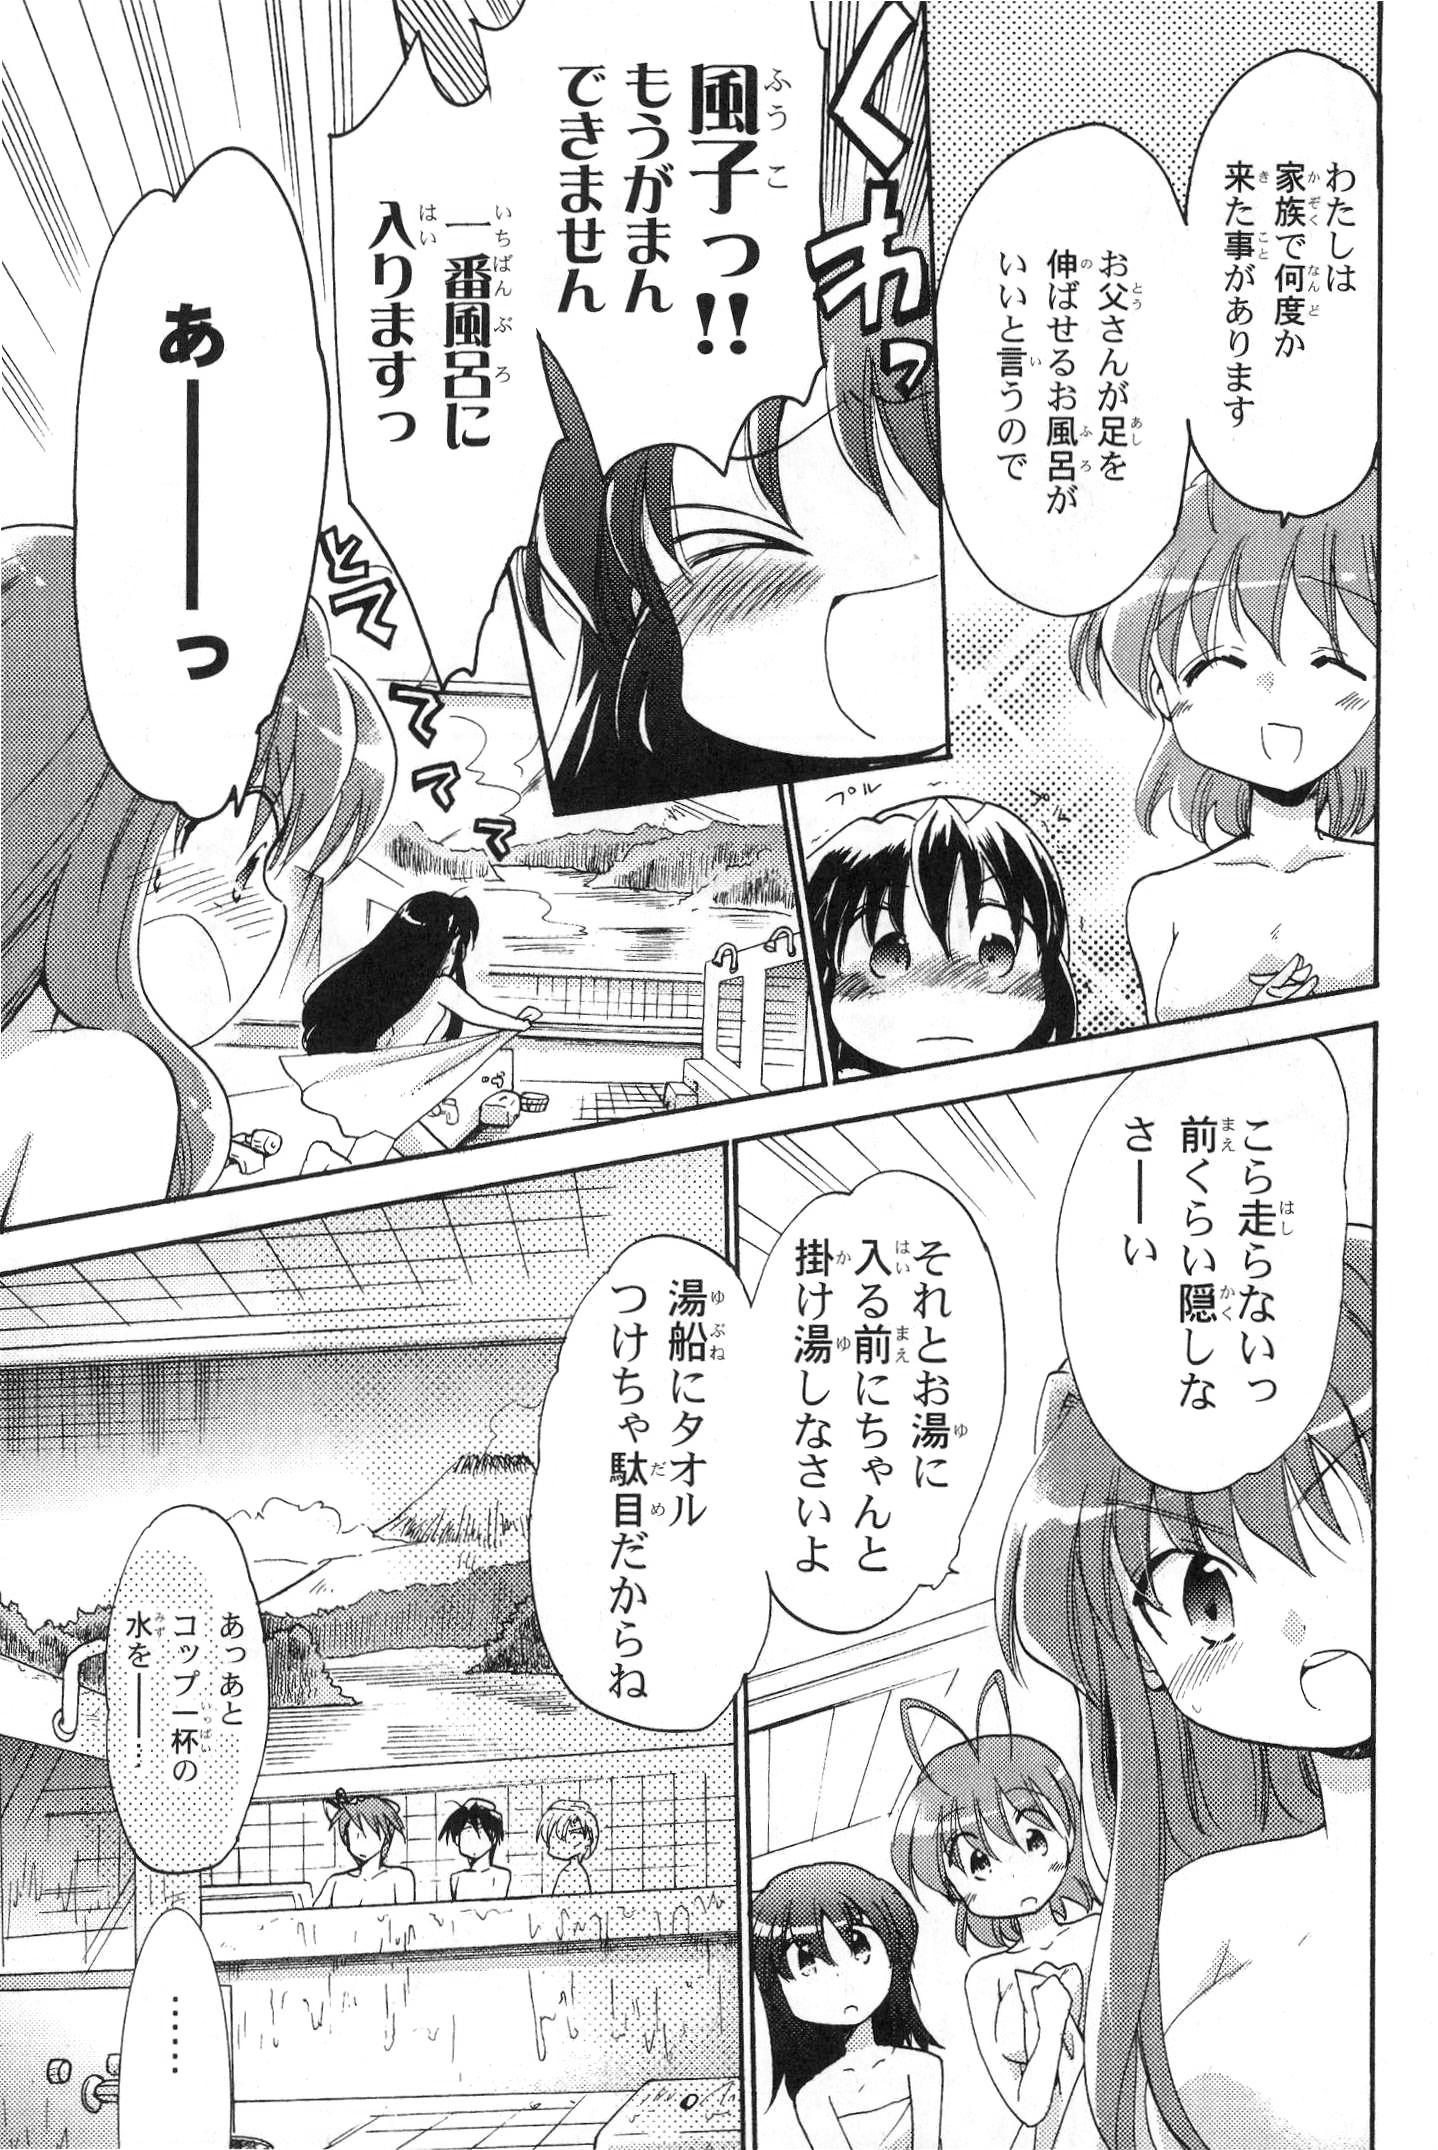 わたしは
家族で何度か
来た事があります
お父さんが足を
伸ばせるお風呂が
いいと言うので
プル
プル
くわっ
風子っ!!
もうがまん
できません
一番風呂に
入りますっ
とてててて
あ――っ
こら走らないっ
前くらい隠しな
さーい
それとお湯に
入る前にちゃんと
掛け湯しなさいよ
湯船にタオル
つけちゃ駄目だからね
あっあと
コップ一杯の
水を――…
……